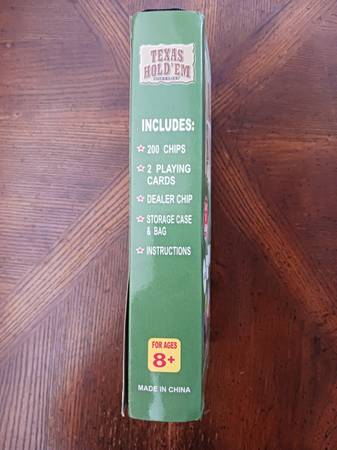 TEXAS
HOLD'EM
INCLUDES:
200 CHIPS
2 PLAYING
CARDS
DEALER CHIP
STORAGE CASE
& BAG
INSTRUCTIONS
FOR AGES
8+
MADE IN CHINA